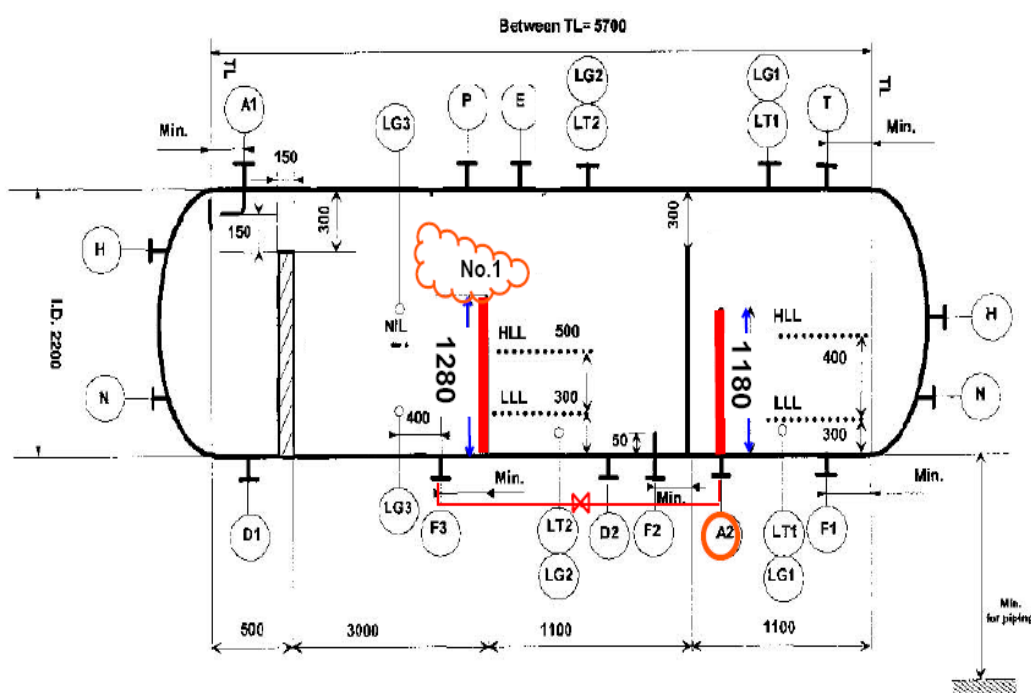 Between TL= 5700
TL
TL
A1
LG3
P
E
LG2
LT2
LG1
LT1
T
Min.
Min.
150
300
300
150
H
No.1
I.D. 2200
HLL
500
HLL
1280
1180
400
H
LLL
300
LLL
300
N
400
50
N
Min.
Min.
Min.
D1
LG3
F3
LT2
LG2
D2
F2
A2
LT1
LG1
F1
Min.
for piping
500
3000
1100
1100